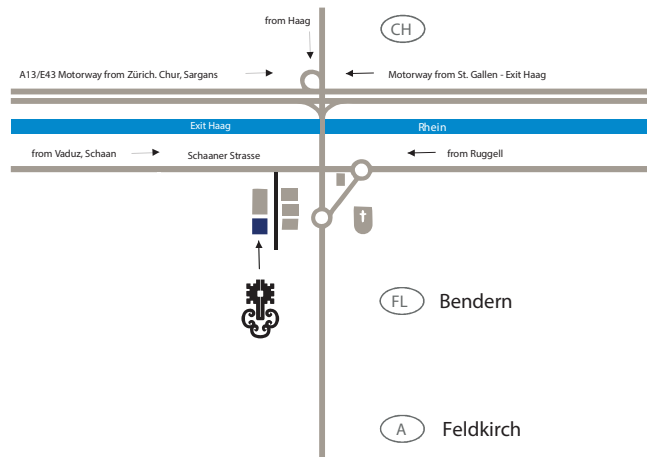 from Haag
CH
A13/E43 Motorway from Zürich. Chur, Sargans
Motorway from St. Gallen - Exit Haag
Exit Haag
Rhein
from Vaduz, Schaan
Schaaner Strasse
from Ruggell
FL
Bendern
A
Feldkirch